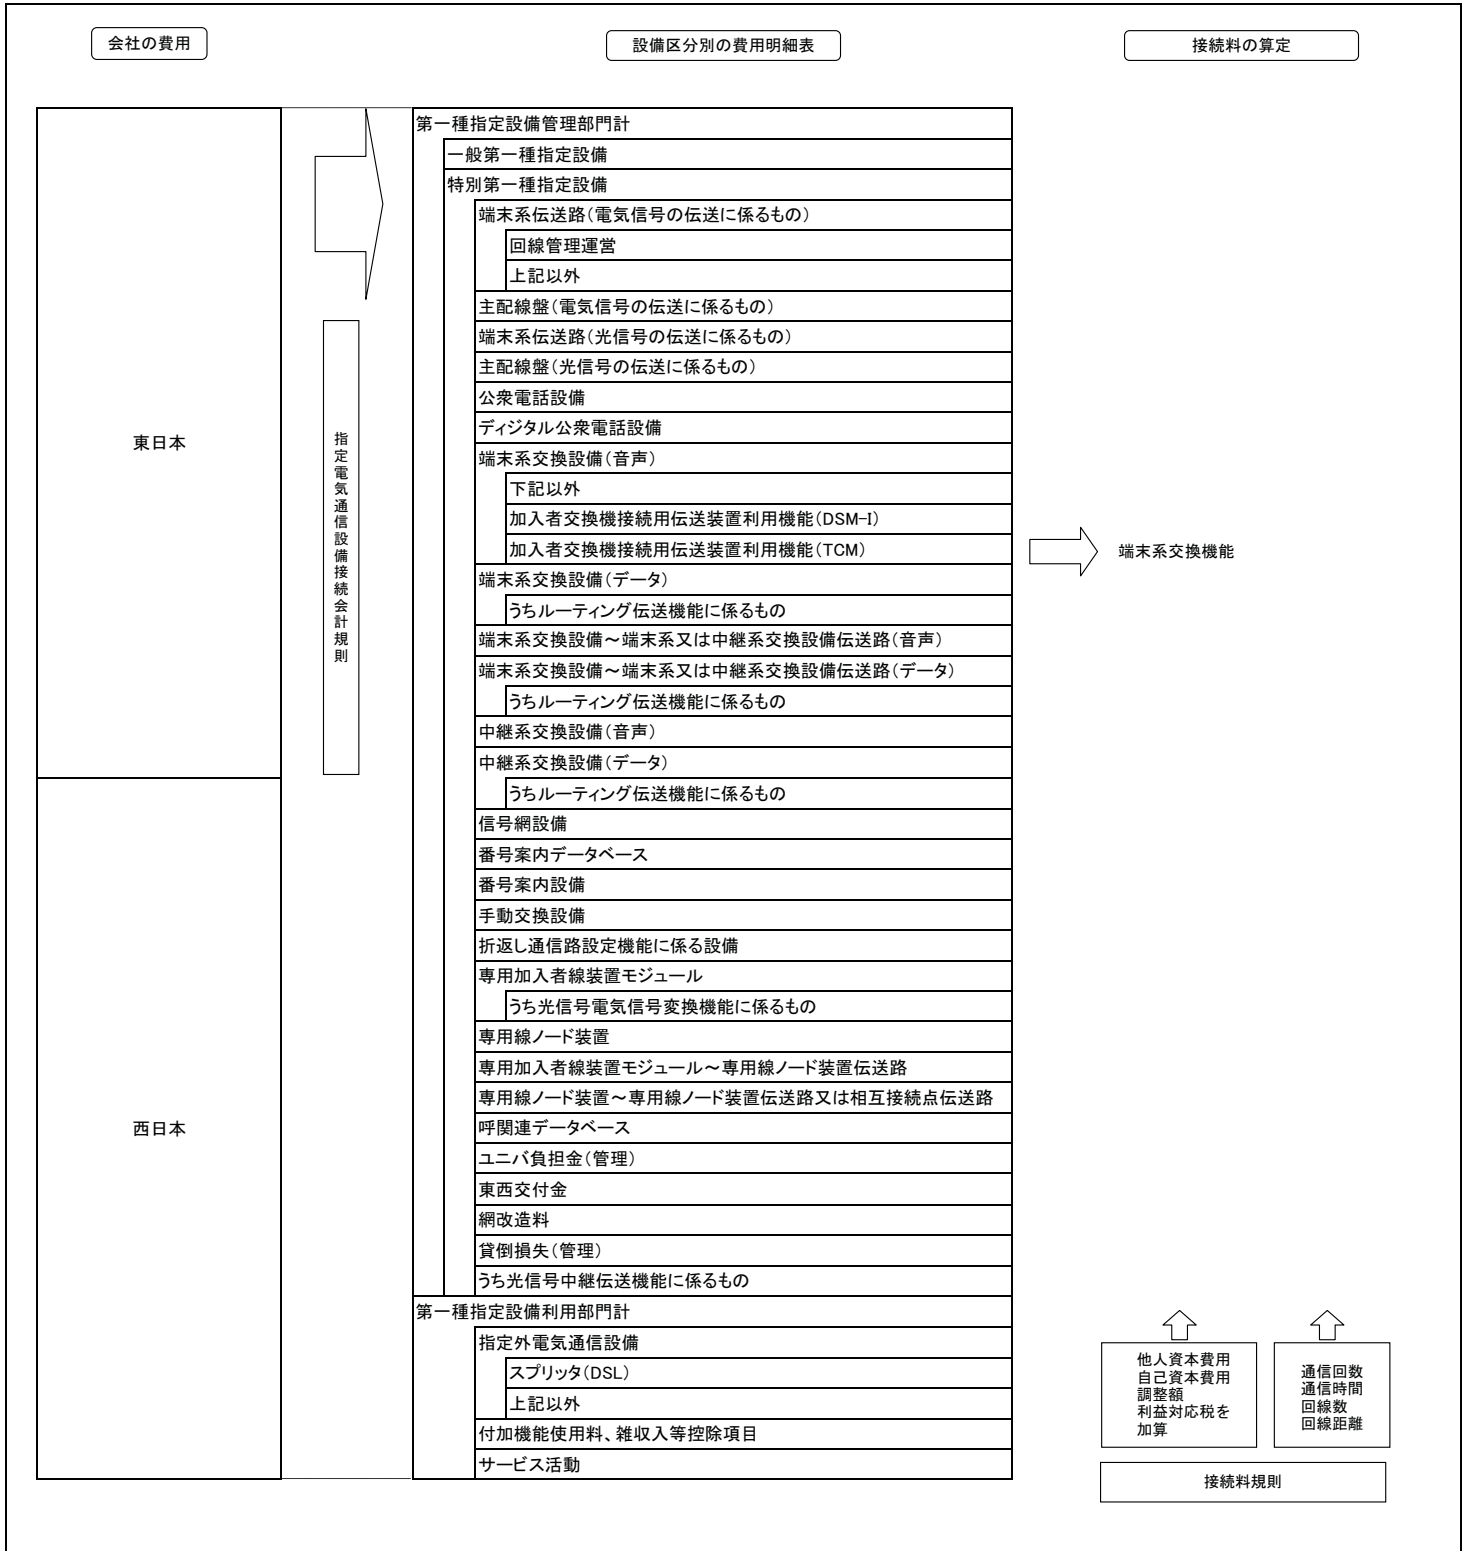 会社の費用
設備区分別の費用明細表
接続料の算定
東日本
西日本
指定電気通信設備接続会計規則
第一種指定設備管理部門計
一般第一種指定設備
特別第一種指定設備
端末系伝送路(電気信号の伝送に係るもの)
回線管理運営
上記以外
主配線盤(電気信号の伝送に係るもの)
端末系伝送路(光信号の伝送に係るもの)
主配線盤(光信号の伝送に係るもの)
公衆電話設備
ディジタル公衆電話設備
端末系交換設備(音声)
下記以外
加入者交換機接続用伝送装置利用機能(DSM-I)
加入者交換機接続用伝送装置利用機能(TCM)
端末系交換設備(データ)
うちルーティング伝送機能に係るもの
端末系交換設備～端末系又は中継系交換設備伝送路(音声)
端末系交換設備～端末系又は中継系交換設備伝送路(データ)
うちルーティング伝送機能に係るもの
中継系交換設備(音声)
中継系交換設備(データ)
うちルーティング伝送機能に係るもの
信号網設備
番号案内データベース
番号案内設備
手動交換設備
折返し通信路設定機能に係る設備
専用加入者線装置モジュール
うち光信号電気信号変換機能に係るもの
専用線ノード装置
専用加入者線装置モジュール～専用線ノード装置伝送路
専用線ノード装置～専用線ノード装置伝送路又は相互接続点伝送路
呼関連データベース
ユニバ負担金(管理)
東西交付金
網改造料
貸倒損失(管理)
うち光信号中継伝送機能に係るもの
第一種指定設備利用部門計
指定外電気通信設備
スプリッタ(DSL)
上記以外
付加機能使用料、雑収入等控除項目
サービス活動
端末系交換機能
他人資本費用
自己資本費用
調整額
利益対応税を
加算
通信回数
通信時間
回線数
回線距離
接続料規則